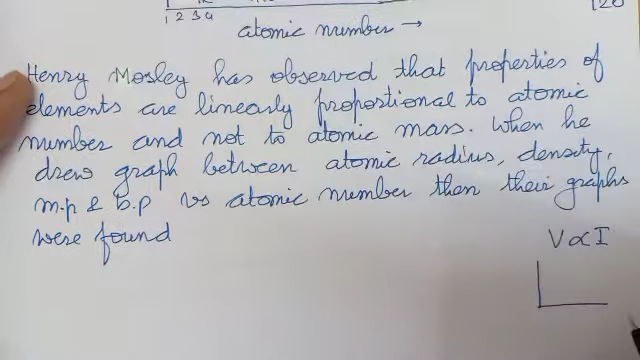 1 2 3 4
atomic number →
Henry Mosley has observed that properties of
elements are linearly proportional to atomic
number and not to atomic mass. When he
drew graph between atomic radius, density,
m.p & b.p vs atomic number then their graphs
were found
V ∝ I